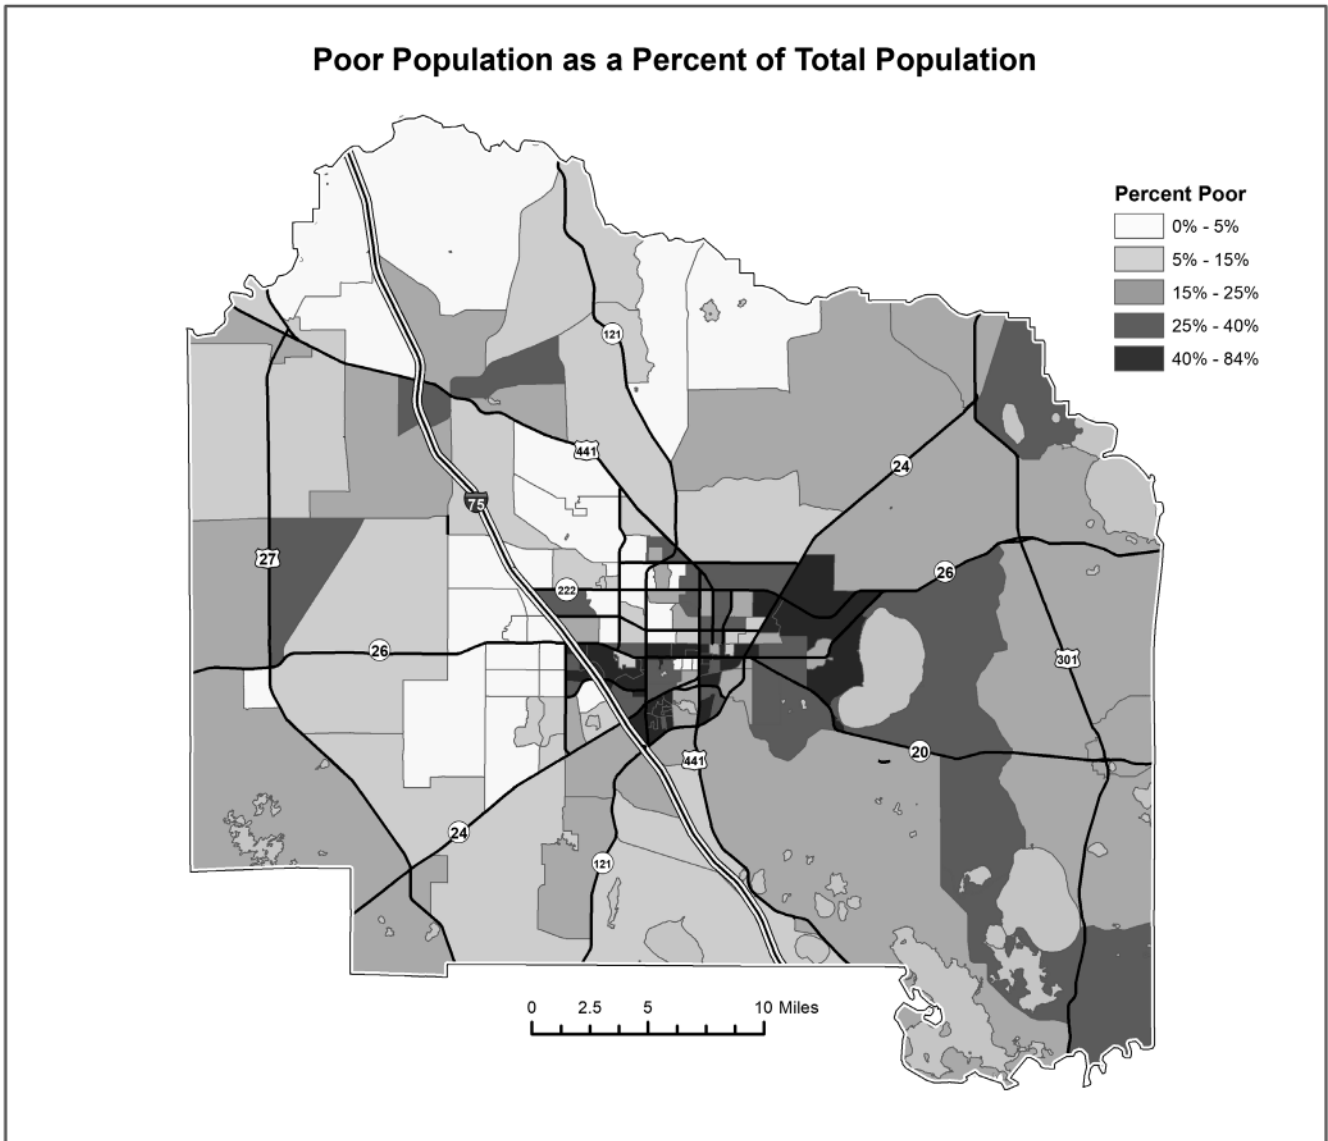 Poor Population as a Percent of Total Population
Percent Poor
0% - 5%
5% - 15%
15% - 25%
25% - 40%
40% - 84%
121
441
24
75
27
26
222
26
301
441
20
24
121
0 2.5 5 10 Miles